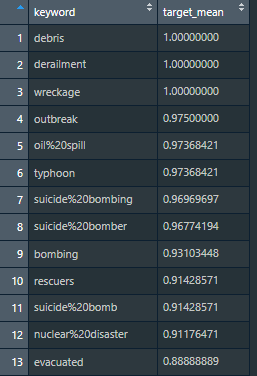 keyword target_mean
1 debris 1.00000000
2 derailment 1.00000000
3 wreckage 1.00000000
4 outbreak 0.97500000
5 oil%20spill 0.97368421
6 typhoon 0.97368421
7 suicide%20bombing 0.96969697
8 suicide%20bomber 0.96774194
9 bombing 0.93103448
10 rescuers 0.91428571
11 suicide%20bomb 0.91428571
12 nuclear%20disaster 0.91176471
13 evacuated 0.88888889